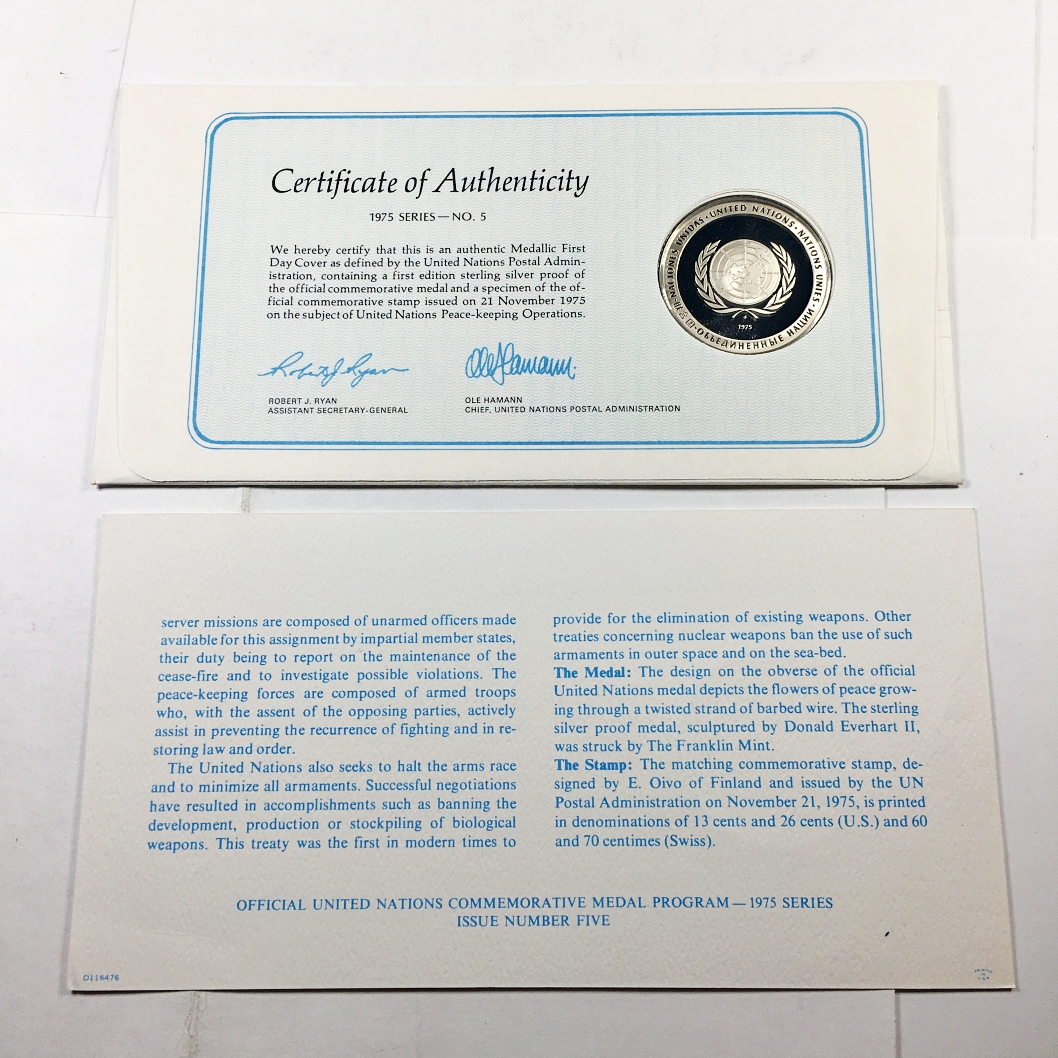 Certificate of Authenticity
1975 SERIES — NO. 5
We hereby certify that this is an authentic Medallic First
Day Cover as defined by the United Nations Postal Admin-
istration, containing a first edition sterling silver proof of
the official commemorative medal and a specimen of the of-
ficial commemorative stamp issued on 21 November 1975
on the subject of United Nations Peace-keeping Operations.
Robert J. Ryan
Ole Hamann
ROBERT J. RYAN
ASSISTANT SECRETARY-GENERAL
OLE HAMANN
CHIEF, UNITED NATIONS POSTAL ADMINISTRATION
NACIONES UNIDAS · UNITED NATIONS · NATIONS UNIES · ОБЪЕДИНЕННЫЕ НАЦИИ ·
1975
server missions are composed of unarmed officers made
available for this assignment by impartial member states,
their duty being to report on the maintenance of the
cease-fire and to investigate possible violations. The
peace-keeping forces are composed of armed troops
who, with the assent of the opposing parties, actively
assist in preventing the recurrence of fighting and in re-
storing law and order.
The United Nations also seeks to halt the arms race
and to minimize all armaments. Successful negotiations
have resulted in accomplishments such as banning the
development, production or stockpiling of biological
weapons. This treaty was the first in modern times to
provide for the elimination of existing weapons. Other
treaties concerning nuclear weapons ban the use of such
armaments in outer space and on the sea-bed.
The Medal: The design on the obverse of the official
United Nations medal depicts the flowers of peace grow-
ing through a twisted strand of barbed wire. The sterling
silver proof medal, sculptured by Donald Everhart II,
was struck by The Franklin Mint.
The Stamp: The matching commemorative stamp, de-
signed by E. Oivo of Finland and issued by the UN
Postal Administration on November 21, 1975, is printed
in denominations of 13 cents and 26 cents (U.S.) and 60
and 70 centimes (Swiss).
OFFICIAL UNITED NATIONS COMMEMORATIVE MEDAL PROGRAM — 1975 SERIES
ISSUE NUMBER FIVE
D116476